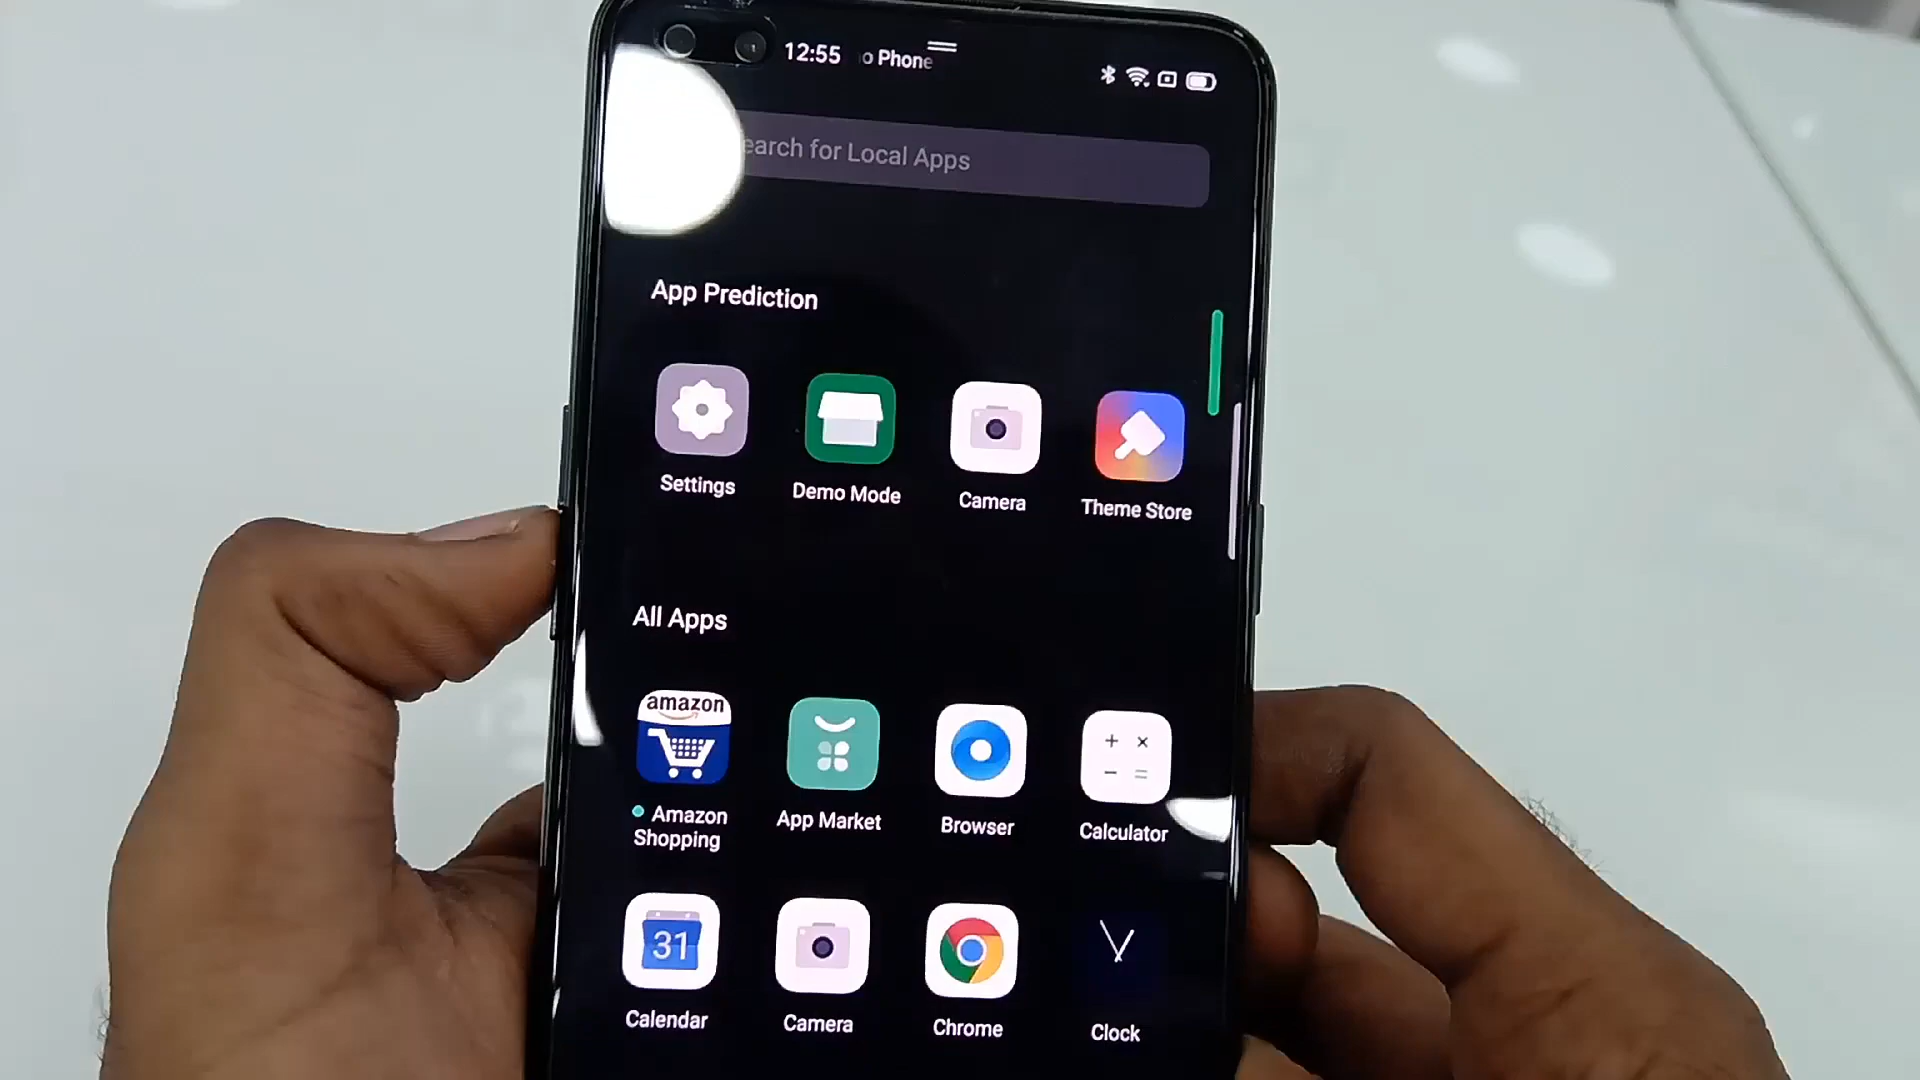 12:55 o Phone
earch for Local Apps
App Prediction
Settings Demo Mode Camera Theme Store
All Apps
amazon
Amazon Shopping App Market Browser Calculator
31
Calendar Camera Chrome Clock